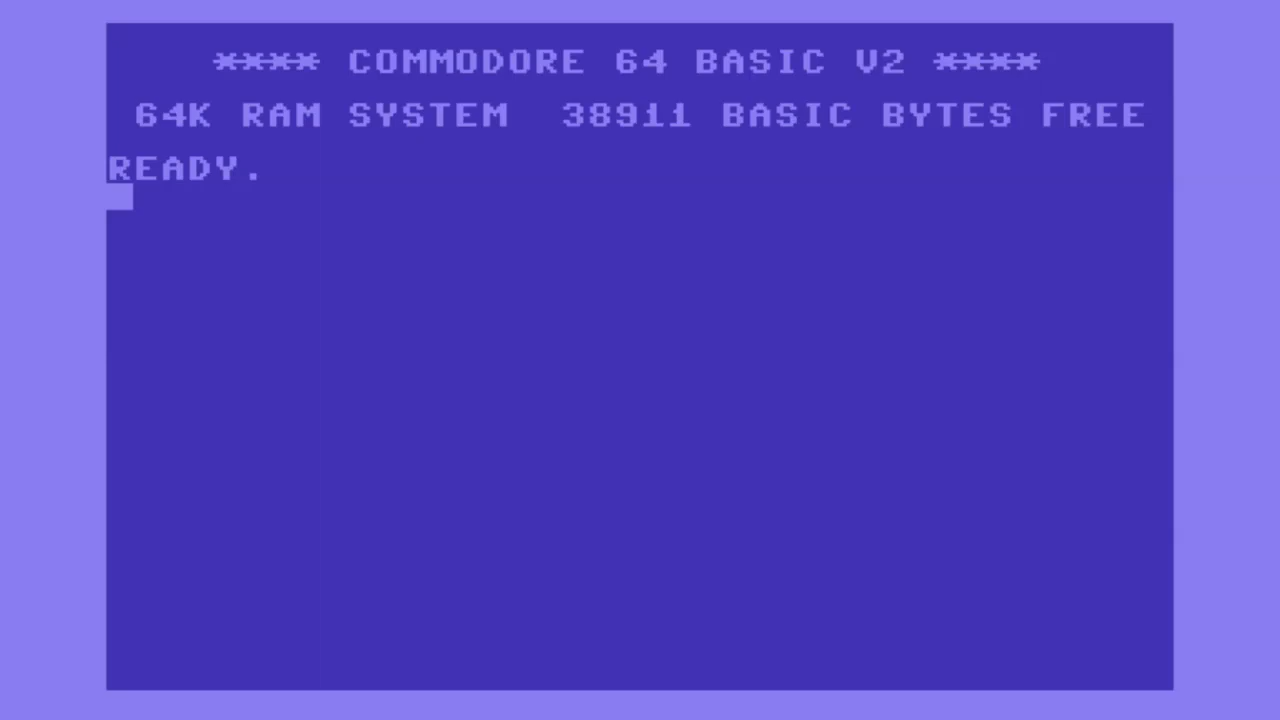 **** COMMODORE 64 BASIC V2 ****
64K RAM SYSTEM  38911 BASIC BYTES FREE
READY.